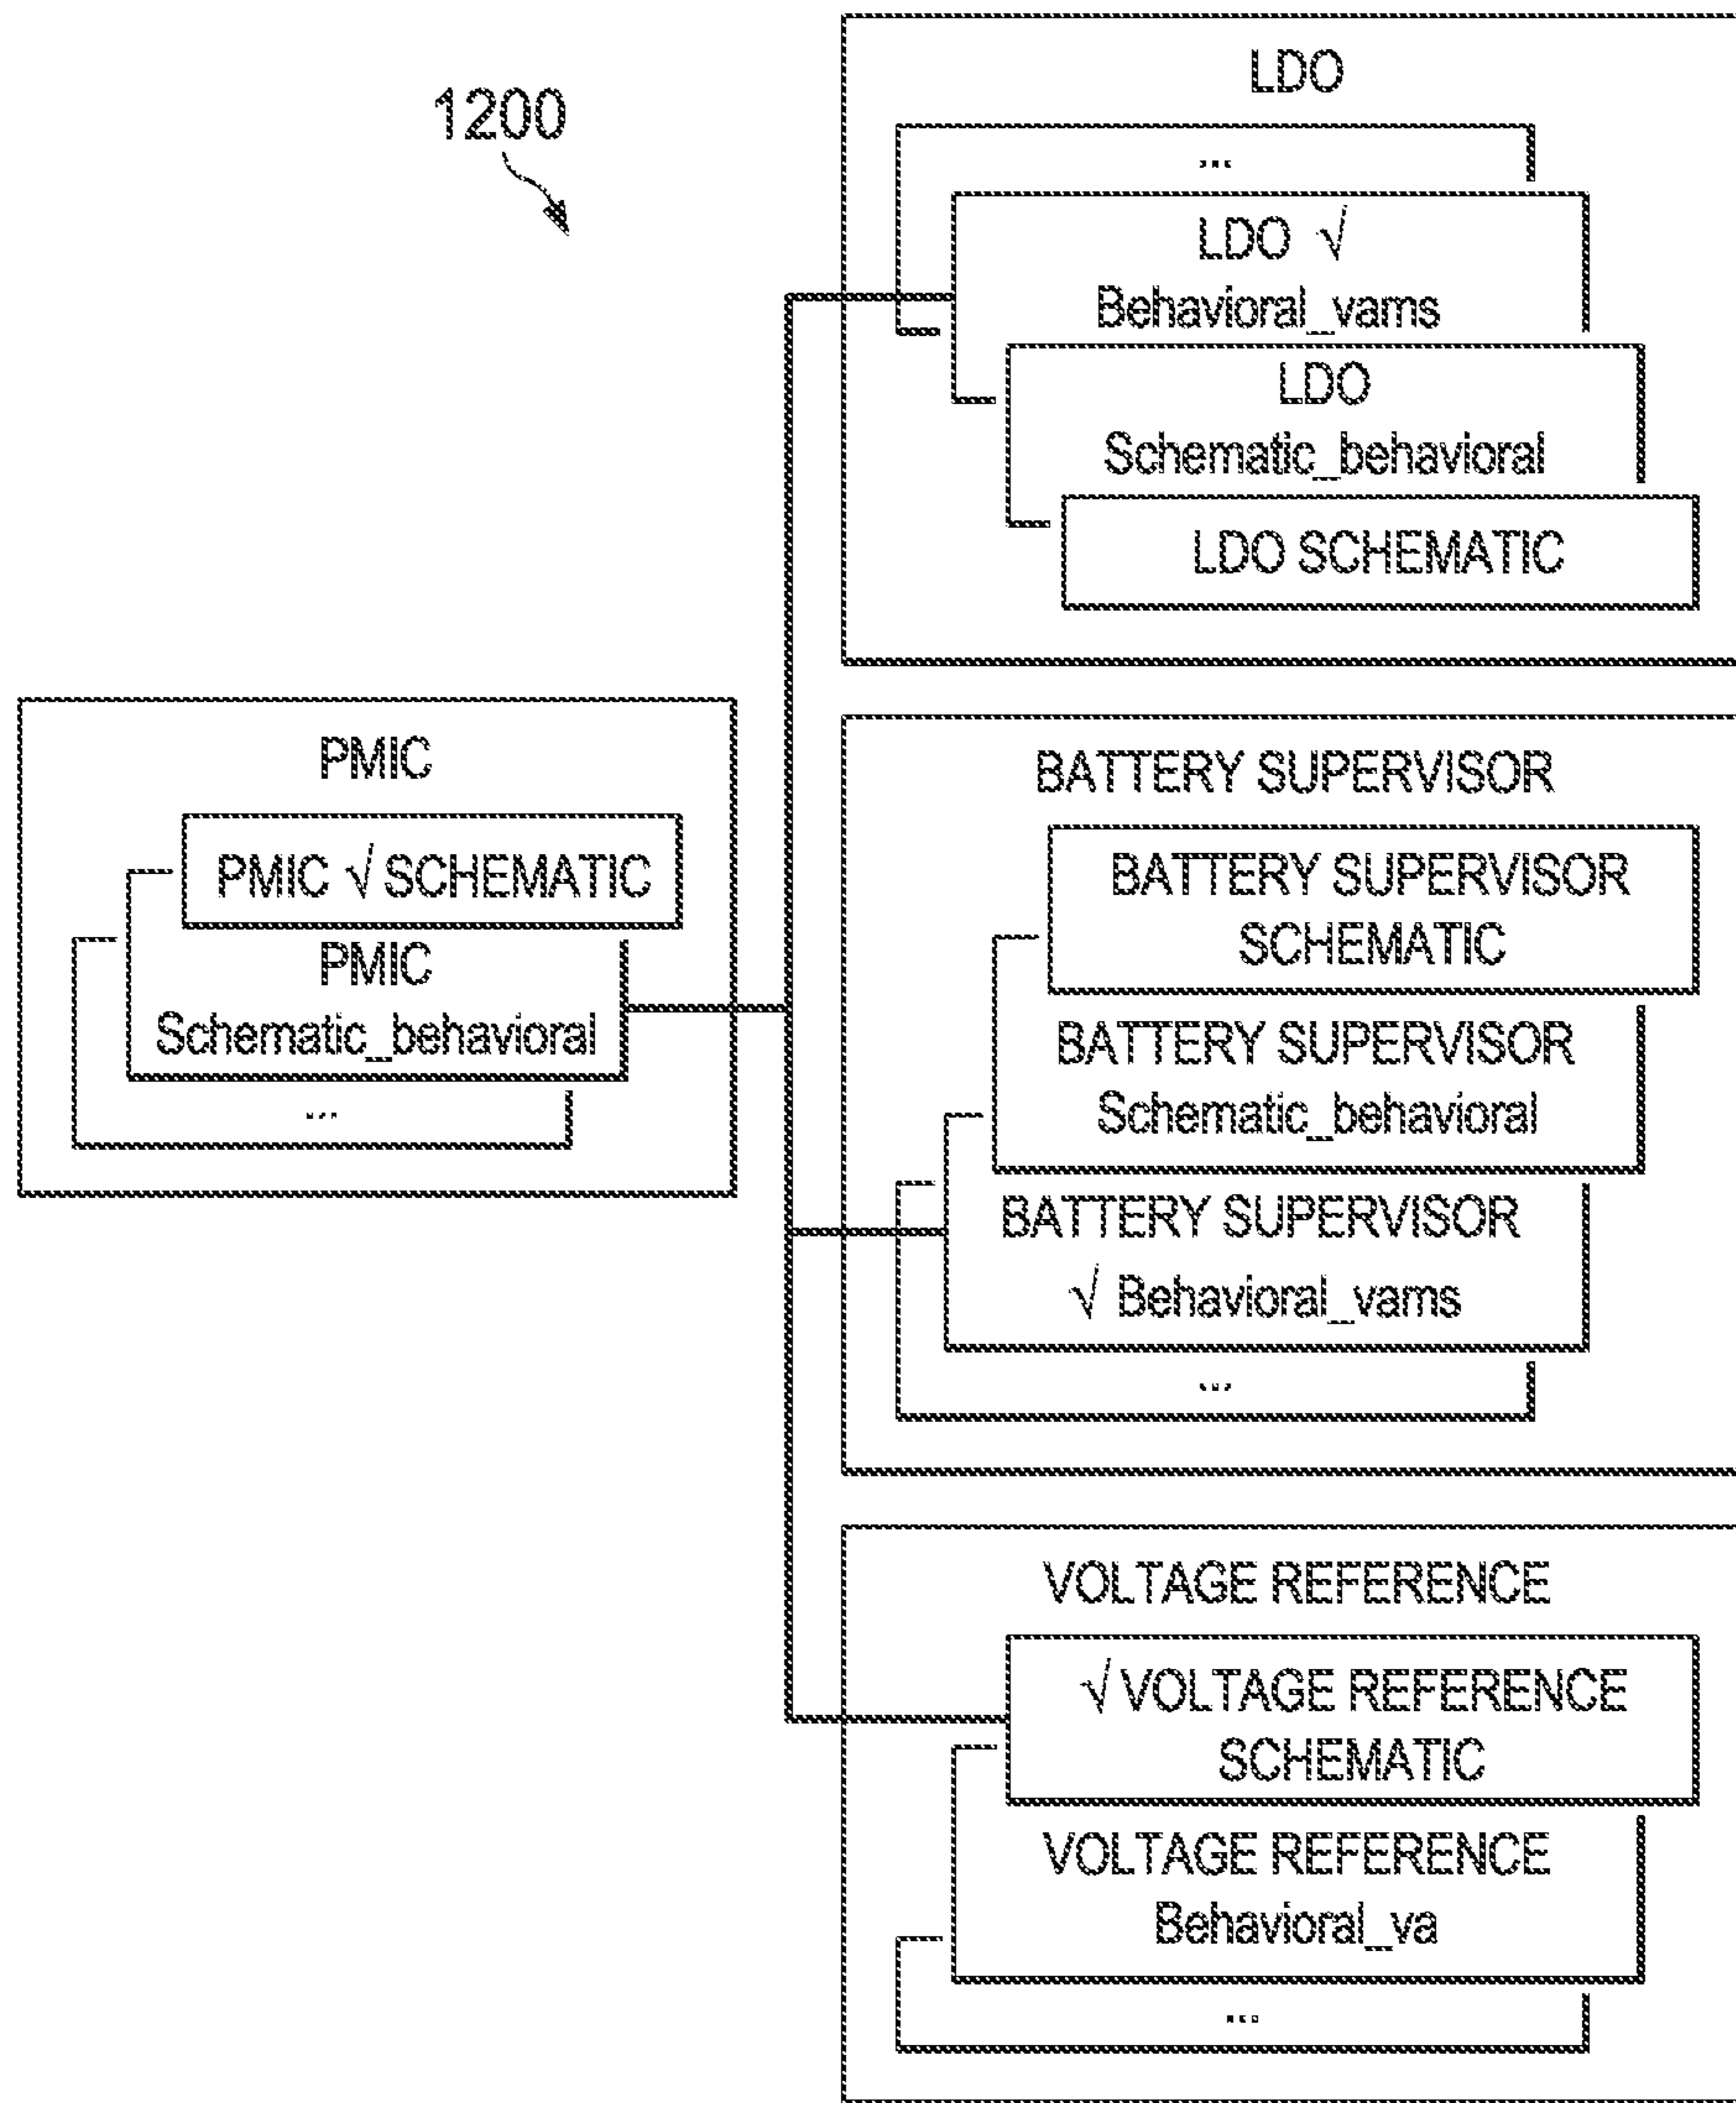 1200
LDO
...
LDO √
Behavioral_vams
LDO
Schematic_behavioral
LDO SCHEMATIC
PMIC
PMIC √ SCHEMATIC
PMIC
Schematic_behavioral
...
BATTERY SUPERVISOR
BATTERY SUPERVISOR
SCHEMATIC
BATTERY SUPERVISOR
Schematic_behavioral
BATTERY SUPERVISOR
√ Behavioral_vams
...
VOLTAGE REFERENCE
√ VOLTAGE REFERENCE
SCHEMATIC
VOLTAGE REFERENCE
Behavioral_va
...